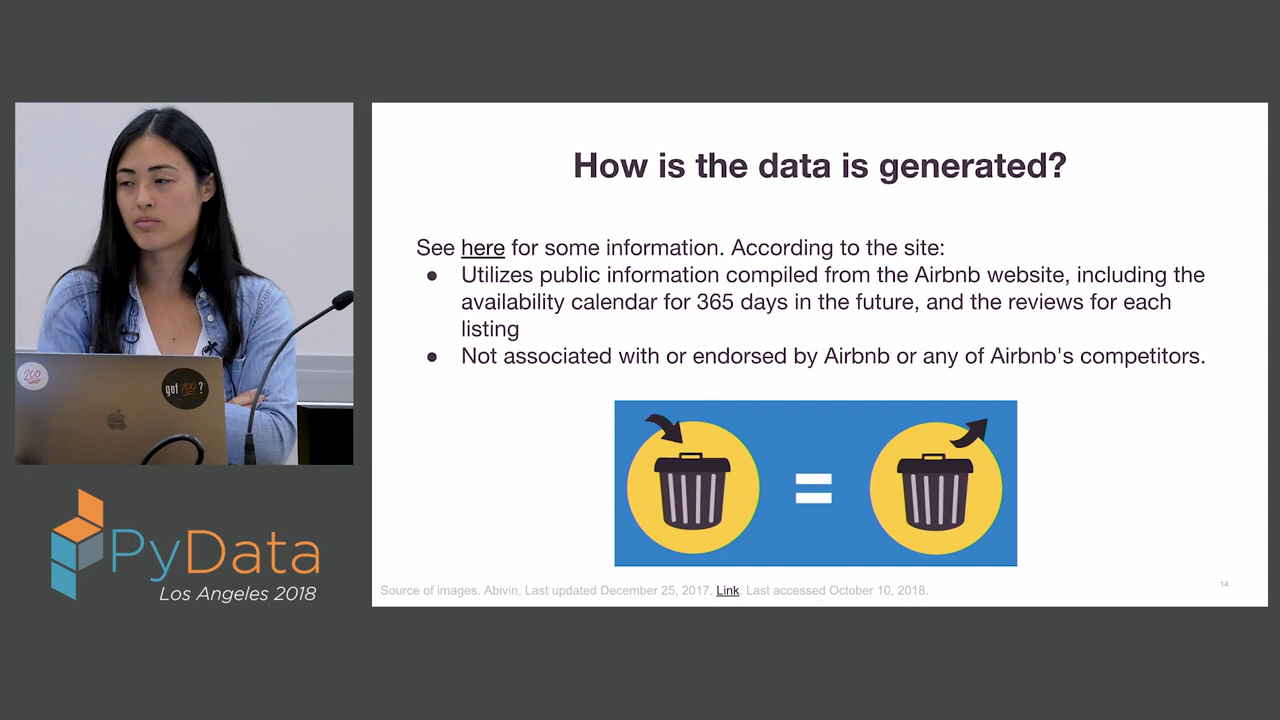 How is the data is generated?
See here for some information. According to the site:
● Utilizes public information compiled from the Airbnb website, including the
availability calendar for 365 days in the future, and the reviews for each
listing
● Not associated with or endorsed by Airbnb or any of Airbnb's competitors.
=
Source of images. Abivin. Last updated December 25, 2017. Link Last accessed October 10, 2018.
14
200
got 100 ?
PyData
Los Angeles 2018